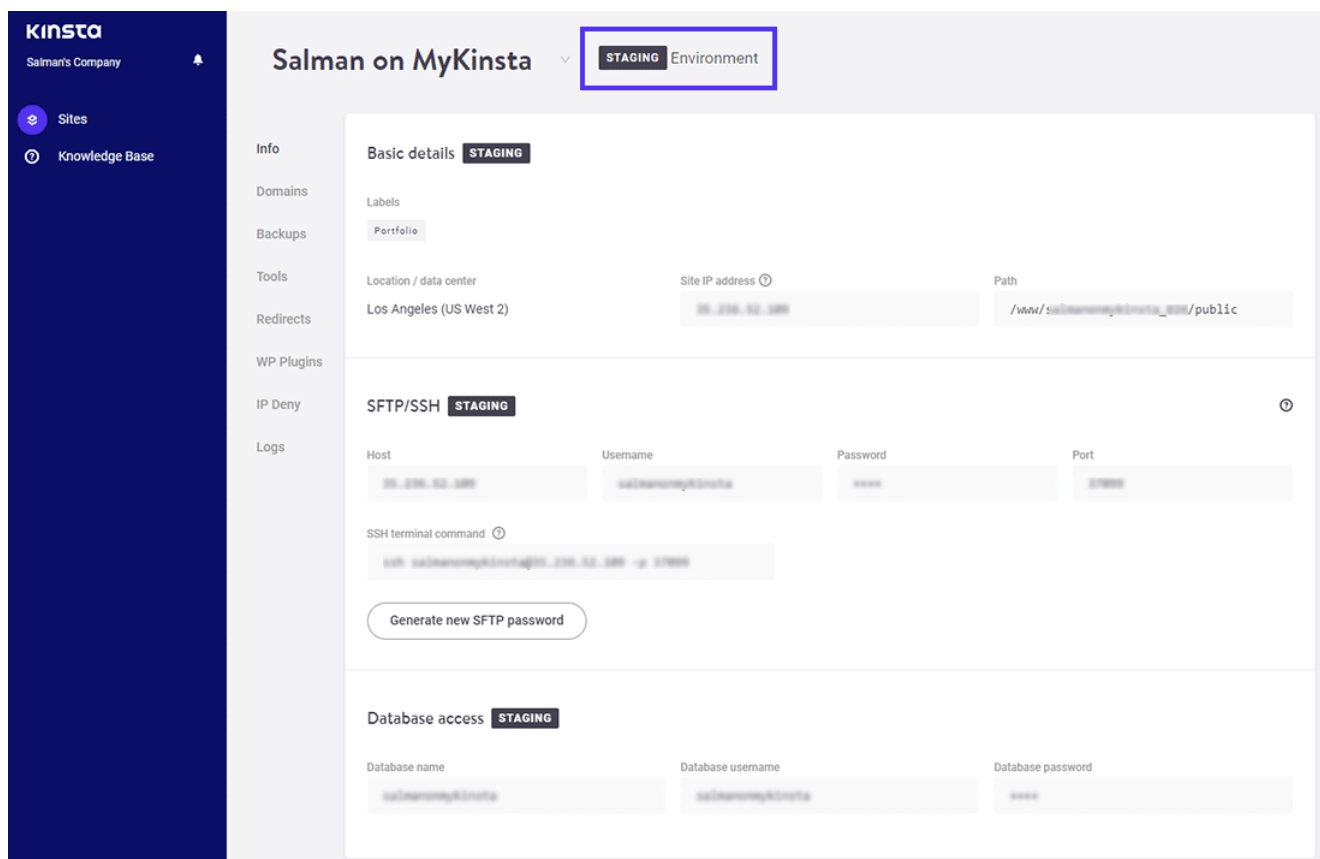 KINSTA
Salman's Company
Sites
Knowledge Base
Salman on MyKinsta
STAGING Environment
Info
Domains
Backups
Tools
Redirects
WP Plugins
IP Deny
Logs
Basic details STAGING
Labels
Portfolio
Location / data center
Los Angeles (US West 2)
Site IP address
Path
/www/s /public
SFTP/SSH STAGING
Host
Username
Password
Port
SSH terminal command
Generate new SFTP password
Database access STAGING
Database name
Database username
Database password